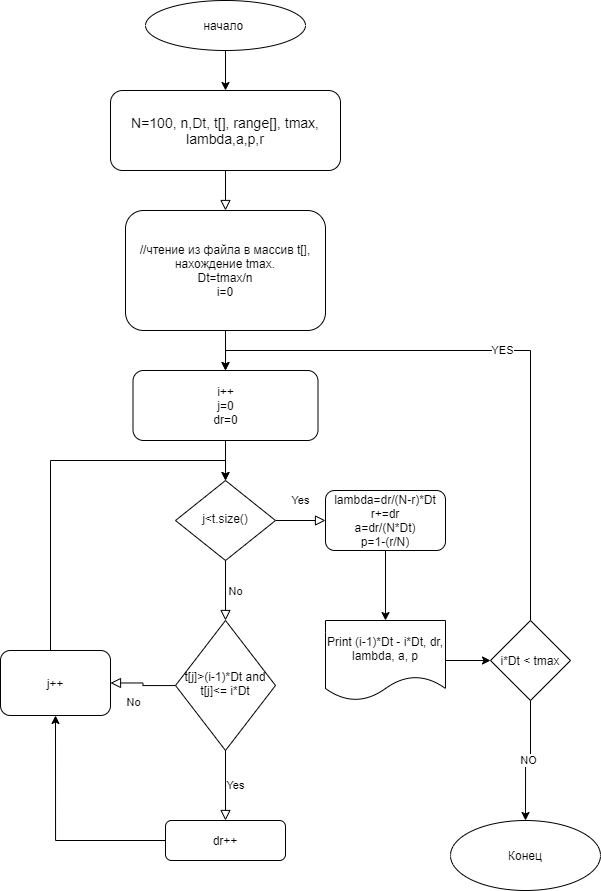 начало
N=100, n,Dt, t[], range[], tmax,
lambda,a,p,r
//чтение из файла в массив t[],
нахождение tmax.
Dt=tmax/n
i=0
YES
i++
j=0
dr=0
j<t.size()
Yes
lambda=dr/(N-r)*Dt
r+=dr
a=dr/(N*Dt)
p=1-(r/N)
No
Print (i-1)*Dt - i*Dt, dr,
lambda, a, p
i*Dt < tmax
t[j]>(i-1)*Dt and
t[j]<= i*Dt
j++
No
Yes
NO
dr++
Конец